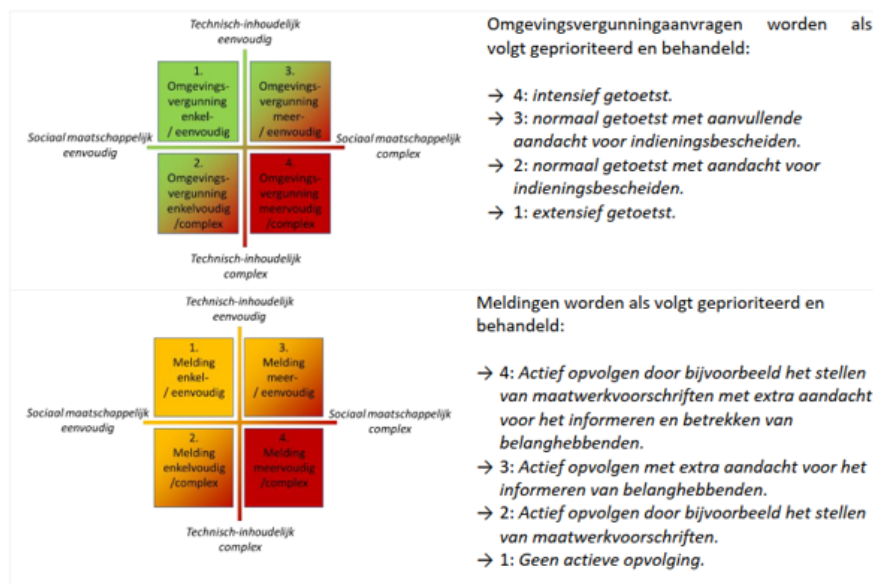 Technisch-inhoudelijk
eenvoudig
1.
Omgevings-
vergunning
enkel-
/ eenvoudig
3.
Omgevings-
vergunning
meer-
/ eenvoudig
Sociaal maatschappelijk
eenvoudig
Sociaal maatschappelijk
complex
2.
Omgevings-
vergunning
enkelvoudig
/complex
4.
Omgevings-
vergunning
meervoudig
/complex
Technisch-inhoudelijk
complex
Omgevingsvergunningaanvragen worden als
volgt geprioriteerd en behandeld:
→ 4: intensief getoetst.
→ 3: normaal getoetst met aanvullende
aandacht voor indieningsbescheiden.
→ 2: normaal getoetst met aandacht voor
indieningsbescheiden.
→ 1: extensief getoetst.
Technisch-inhoudelijk
eenvoudig
1.
Melding
enkel-
/ eenvoudig
3.
Melding
meer-
/ eenvoudig
Sociaal maatschappelijk
eenvoudig
Sociaal maatschappelijk
complex
2.
Melding
enkelvoudig
/complex
4.
Melding
meervoudig
/complex
Technisch-inhoudelijk
complex
Meldingen worden als volgt geprioriteerd en
behandeld:
→ 4: Actief opvolgen door bijvoorbeeld het stellen
van maatwerkvoorschriften met extra aandacht
voor het informeren en betrekken van
belanghebbenden.
→ 3: Actief opvolgen met extra aandacht voor het
informeren van belanghebbenden.
→ 2: Actief opvolgen door bijvoorbeeld het stellen
van maatwerkvoorschriften.
→ 1: Geen actieve opvolging.